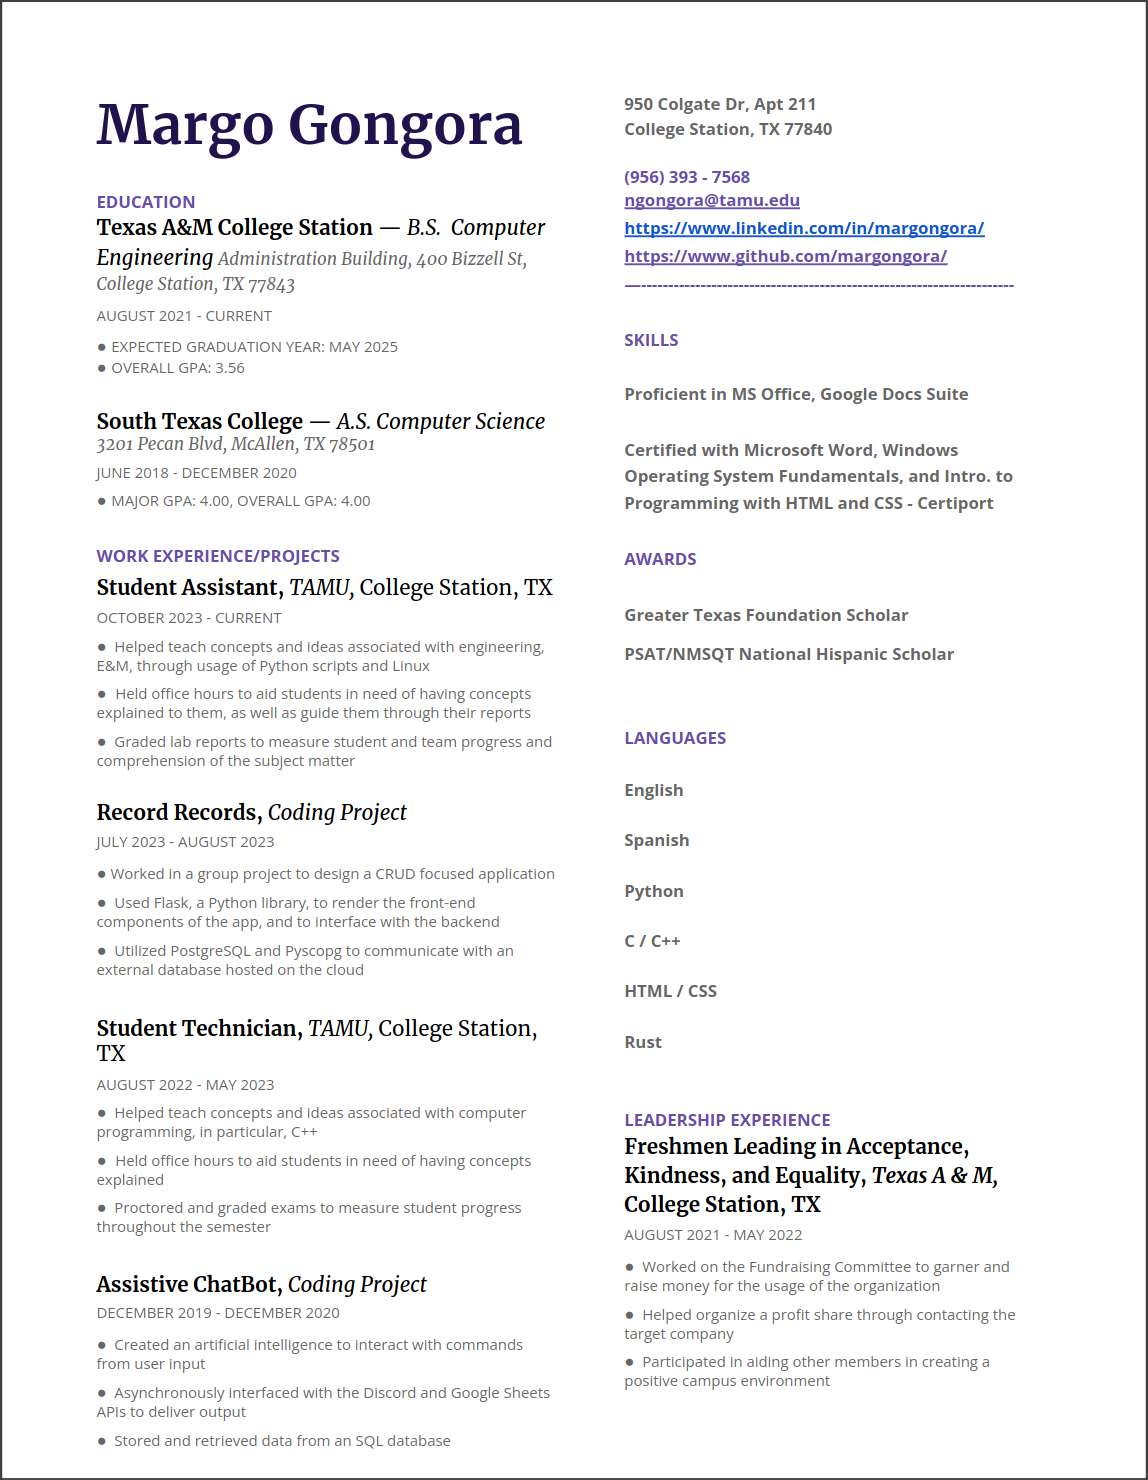 Margo Gongora
EDUCATION
Texas A&M College Station — B.S.  Computer
Engineering Administration Building, 400 Bizzell St,
College Station, TX 77843
AUGUST 2021 - CURRENT
● EXPECTED GRADUATION YEAR: MAY 2025
● OVERALL GPA: 3.56
South Texas College — A.S. Computer Science
3201 Pecan Blvd, McAllen, TX 78501
JUNE 2018 - DECEMBER 2020
● MAJOR GPA: 4.00, OVERALL GPA: 4.00
WORK EXPERIENCE/PROJECTS
Student Assistant, TAMU, College Station, TX
OCTOBER 2023 - CURRENT
● Helped teach concepts and ideas associated with engineering,
E&M, through usage of Python scripts and Linux
● Held office hours to aid students in need of having concepts
explained to them, as well as guide them through their reports
● Graded lab reports to measure student and team progress and
comprehension of the subject matter
Record Records, Coding Project
JULY 2023 - AUGUST 2023
● Worked in a group project to design a CRUD focused application
● Used Flask, a Python library, to render the front-end
components of the app, and to interface with the backend
● Utilized PostgreSQL and Pyscopg to communicate with an
external database hosted on the cloud
Student Technician, TAMU, College Station,
TX
AUGUST 2022 - MAY 2023
● Helped teach concepts and ideas associated with computer
programming, in particular, C++
● Held office hours to aid students in need of having concepts
explained
● Proctored and graded exams to measure student progress
throughout the semester
Assistive ChatBot, Coding Project
DECEMBER 2019 - DECEMBER 2020
● Created an artificial intelligence to interact with commands
from user input
● Asynchronously interfaced with the Discord and Google Sheets
APIs to deliver output
● Stored and retrieved data from an SQL database
950 Colgate Dr, Apt 211
College Station, TX 77840
(956) 393 - 7568
ngongora@tamu.edu
https://www.linkedin.com/in/margongora/
https://www.github.com/margongora/
—---------------------------------------------------------------------
SKILLS
Proficient in MS Office, Google Docs Suite
Certified with Microsoft Word, Windows
Operating System Fundamentals, and Intro. to
Programming with HTML and CSS - Certiport
AWARDS
Greater Texas Foundation Scholar
PSAT/NMSQT National Hispanic Scholar
LANGUAGES
English
Spanish
Python
C / C++
HTML / CSS
Rust
LEADERSHIP EXPERIENCE
Freshmen Leading in Acceptance,
Kindness, and Equality, Texas A & M,
College Station, TX
AUGUST 2021 - MAY 2022
● Worked on the Fundraising Committee to garner and
raise money for the usage of the organization
● Helped organize a profit share through contacting the
target company
● Participated in aiding other members in creating a
positive campus environment